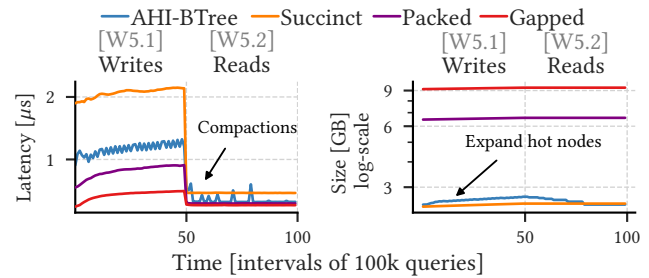 AHI-BTree Succinct Packed Gapped
[W5.1] [W5.2] [W5.1] [W5.2]
Writes Reads Writes Reads
Latency [μs]
2
1
Compactions
50 100
Size [GB]
log-scale
9
6
3
Expand hot nodes
50 100
Time [intervals of 100k queries]